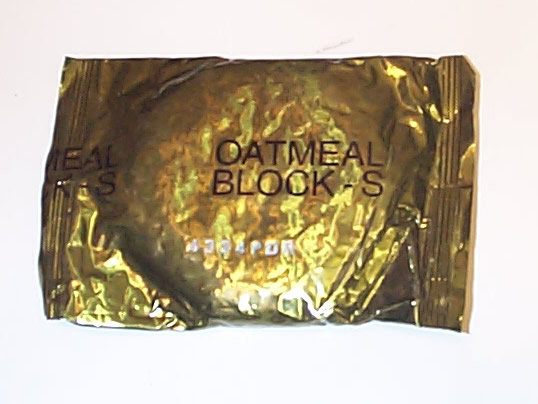 OATMEAL
BLOCK - S
EAL
K - S